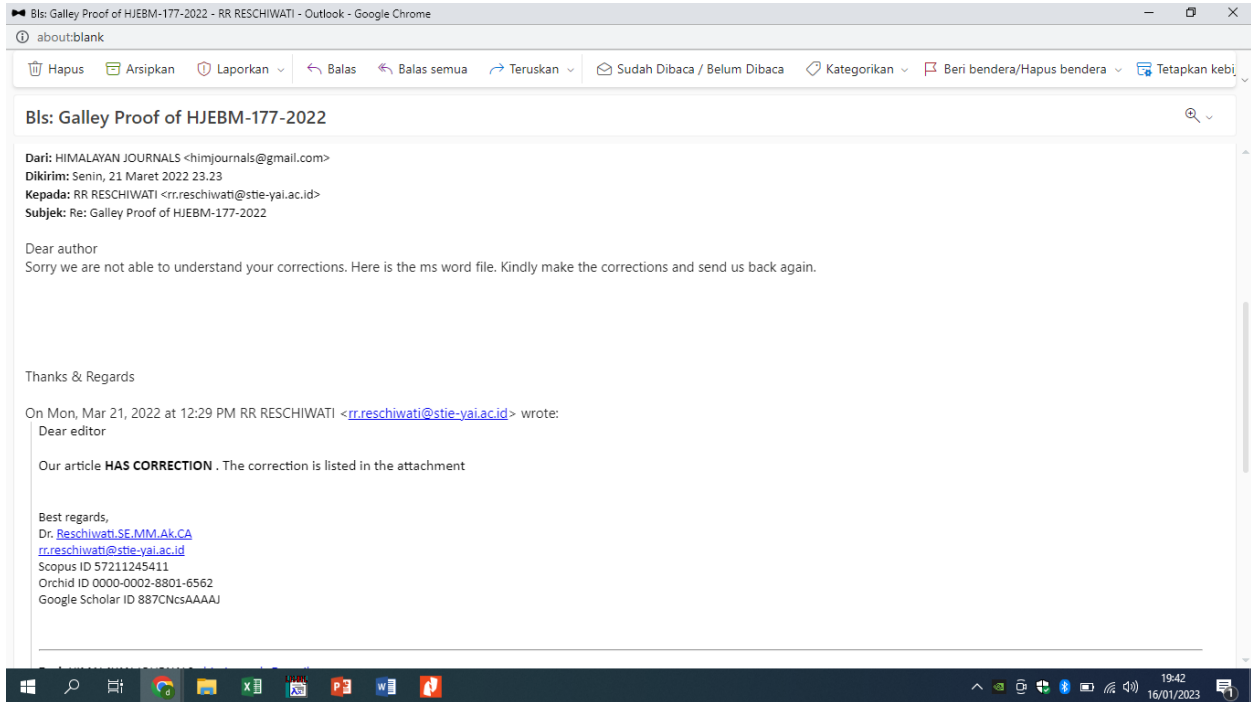 Bls: Galley Proof of HJEBM-177-2022 - RR RESCHIWATI - Outlook - Google Chrome
about:blank
Hapus Arsipkan Laporkan Balas Balas semua Teruskan Sudah Dibaca / Belum Dibaca Kategorikan Beri bendera/Hapus bendera Tetapkan kebij
Bls: Galley Proof of HJEBM-177-2022
Dari: HIMALAYAN JOURNALS <himjournals@gmail.com>
Dikirim: Senin, 21 Maret 2022 23.23
Kepada: RR RESCHIWATI <rr.reschiwati@stie-yai.ac.id>
Subjek: Re: Galley Proof of HJEBM-177-2022
Dear author
Sorry we are not able to understand your corrections. Here is the ms word file. Kindly make the corrections and send us back again.
Thanks & Regards
On Mon, Mar 21, 2022 at 12:29 PM RR RESCHIWATI <rr.reschiwati@stie-yai.ac.id> wrote:
Dear editor
Our article HAS CORRECTION . The correction is listed in the attachment
Best regards,
Dr. Reschiwati.SE.MM.Ak.CA
rr.reschiwati@stie-yai.ac.id
Scopus ID 57211245411
Orchid ID 0000-0002-8801-6562
Google Scholar ID 887CNcsAAAAJ
19:42
16/01/2023